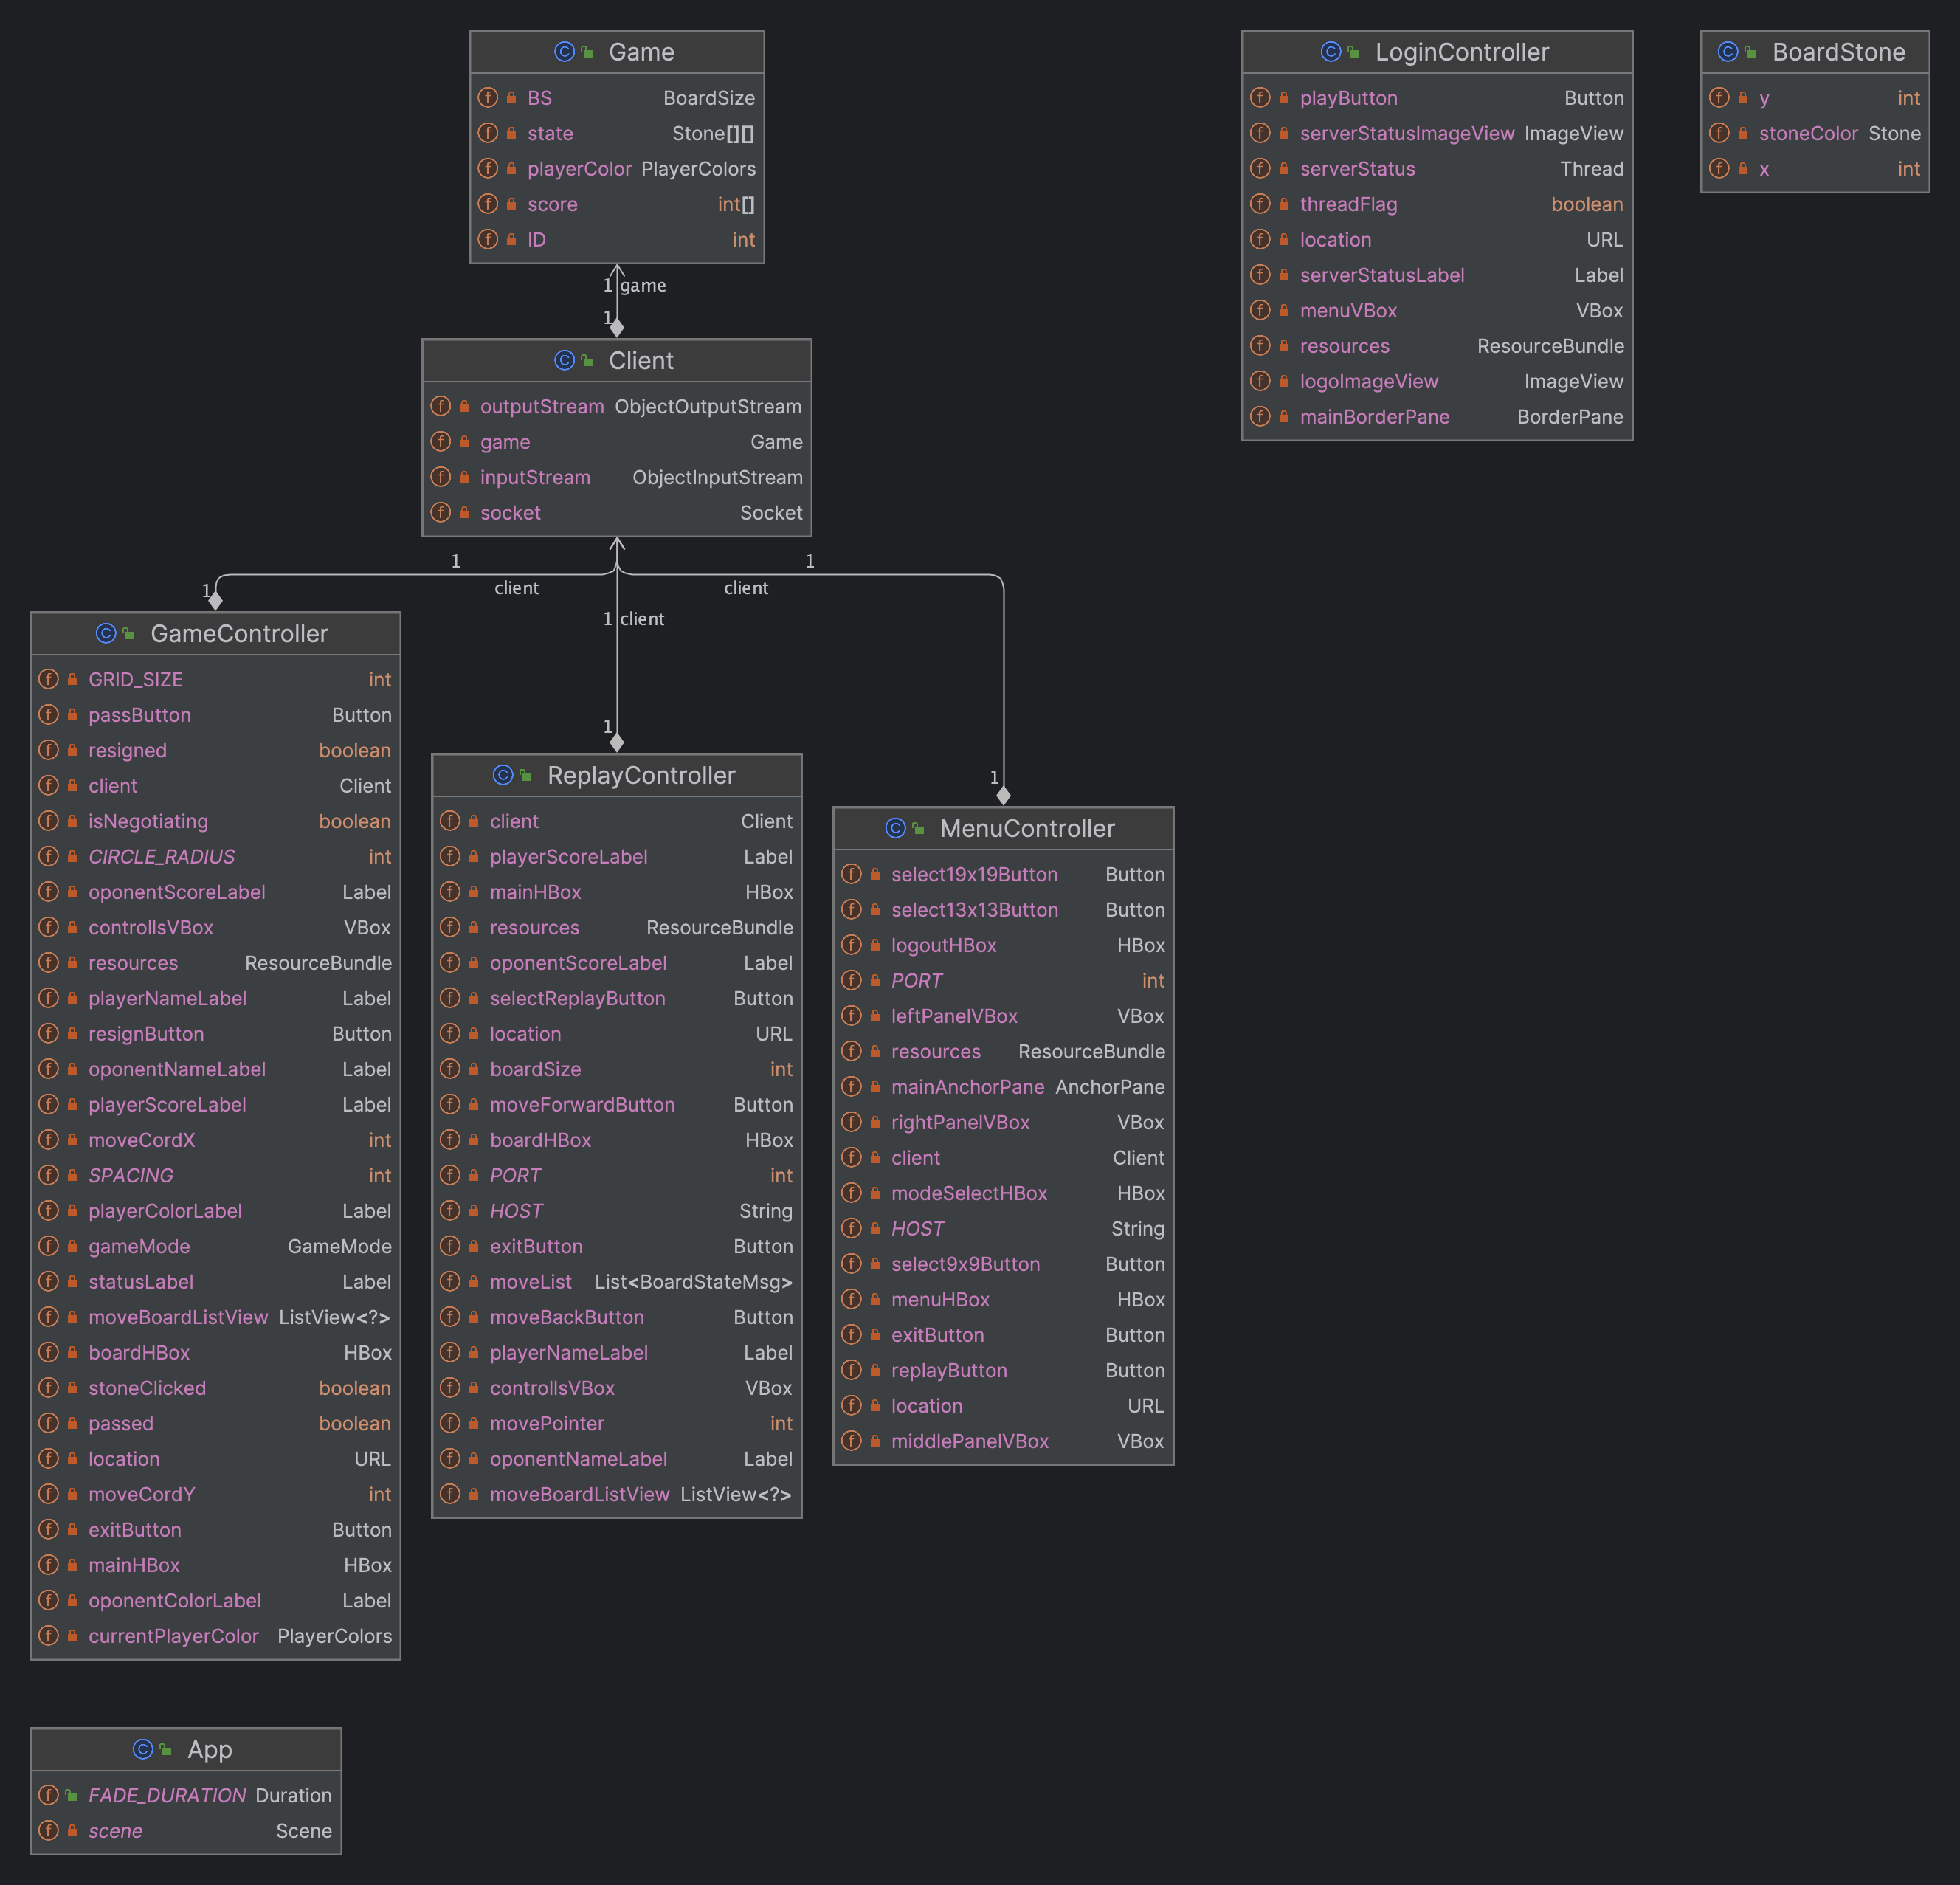 Game
BS BoardSize
state Stone[][]
playerColor PlayerColors
score int[]
ID int
1 game
1
Client
outputStream ObjectOutputStream
game Game
inputStream ObjectInputStream
socket Socket
1 1
client client
1 client
1
1
1
GameController
GRID_SIZE int
passButton Button
resigned boolean
client Client
isNegotiating boolean
CIRCLE_RADIUS int
oponentScoreLabel Label
controllsVBox VBox
resources ResourceBundle
playerNameLabel Label
resignButton Button
oponentNameLabel Label
playerScoreLabel Label
moveCordX int
SPACING int
playerColorLabel Label
gameMode GameMode
statusLabel Label
moveBoardListView ListView<?>
boardHBox HBox
stoneClicked boolean
passed boolean
location URL
moveCordY int
exitButton Button
mainHBox HBox
oponentColorLabel Label
currentPlayerColor PlayerColors
ReplayController
client Client
playerScoreLabel Label
mainHBox HBox
resources ResourceBundle
oponentScoreLabel Label
selectReplayButton Button
location URL
boardSize int
moveForwardButton Button
boardHBox HBox
PORT int
HOST String
exitButton Button
moveList List<BoardStateMsg>
moveBackButton Button
playerNameLabel Label
controllsVBox VBox
movePointer int
oponentNameLabel Label
moveBoardListView ListView<?>
MenuController
select19x19Button Button
select13x13Button Button
logoutHBox HBox
PORT int
leftPanelVBox VBox
resources ResourceBundle
mainAnchorPane AnchorPane
rightPanelVBox VBox
client Client
modeSelectHBox HBox
HOST String
select9x9Button Button
menuHBox HBox
exitButton Button
replayButton Button
location URL
middlePanelVBox VBox
LoginController
playButton Button
serverStatusImageView ImageView
serverStatus Thread
threadFlag boolean
location URL
serverStatusLabel Label
menuVBox VBox
resources ResourceBundle
logoImageView ImageView
mainBorderPane BorderPane
BoardStone
y int
stoneColor Stone
x int
App
FADE_DURATION Duration
scene Scene